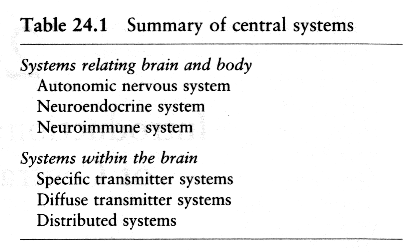 Table 24.1 Summary of central systems
Systems relating brain and body
Autonomic nervous system
Neuroendocrine system
Neuroimmune system
Systems within the brain
Specific transmitter systems
Diffuse transmitter systems
Distributed systems